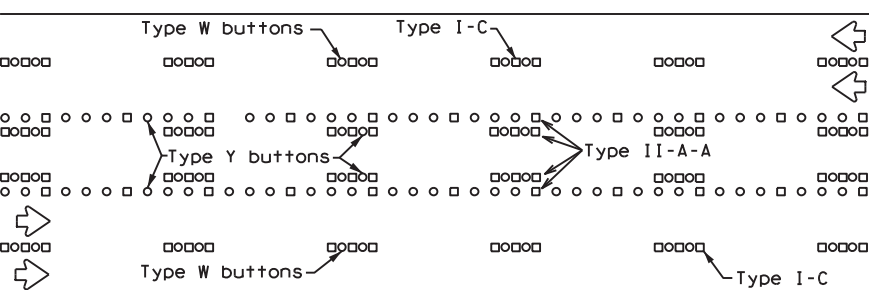 Type W buttons
Type I-C
Type Y buttons
Type II-A-A
Type W buttons
Type I-C